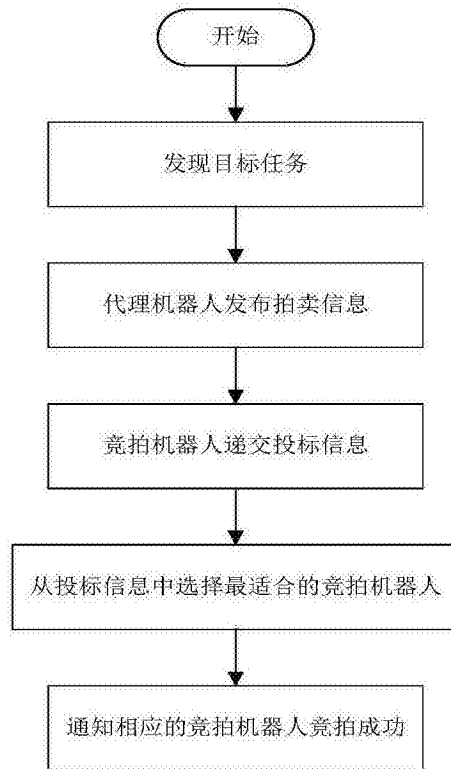 开始
发现目标任务
代理机器人发布拍卖信息
竞拍机器人递交投标信息
从投标信息中选择最适合的竞拍机器人
通知相应的竞拍机器人竞拍成功